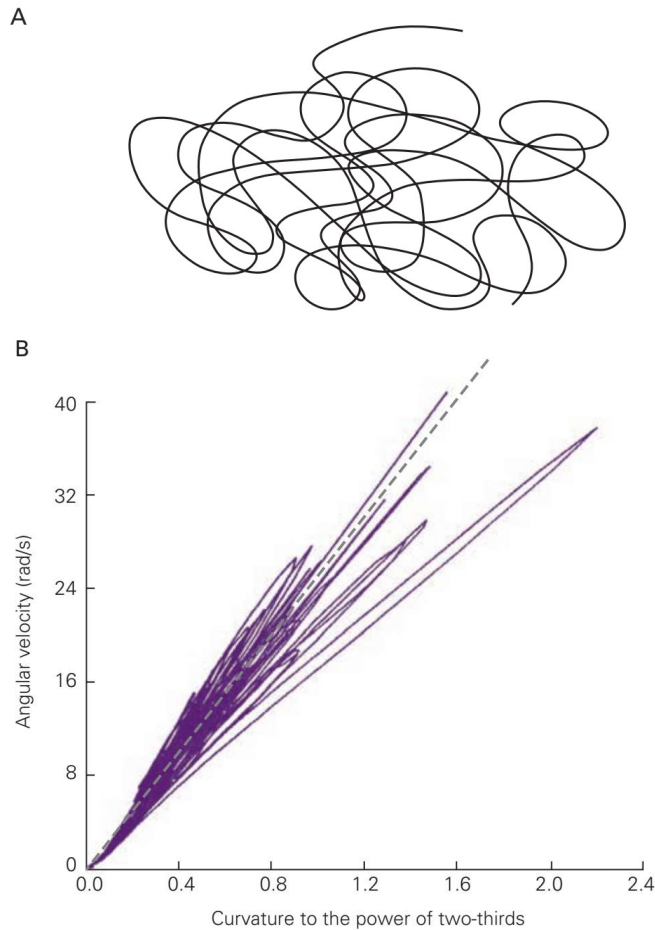 A
B
40
32
24
16
8
0
Angular velocity (rad/s)
0.0 0.4 0.8 1.2 1.6 2.0 2.4
Curvature to the power of two-thirds